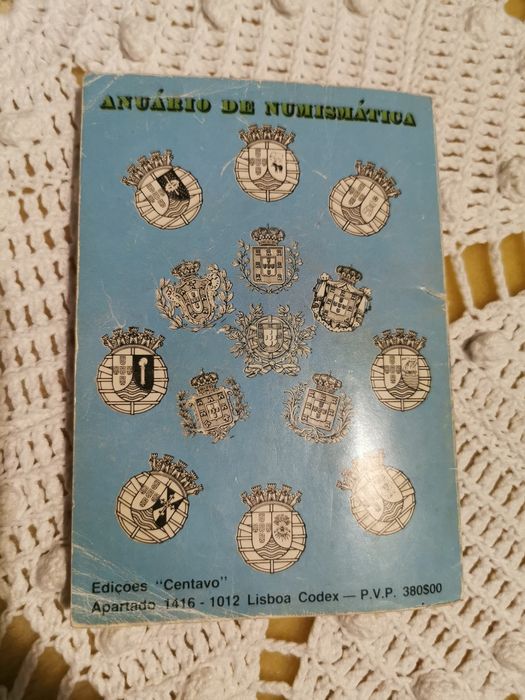 ANUÁRIO DE NUMISMÁTICA
Edições "Centavo"
Apartado 1416 - 1012 Lisboa Codex — P.V.P. 380$00